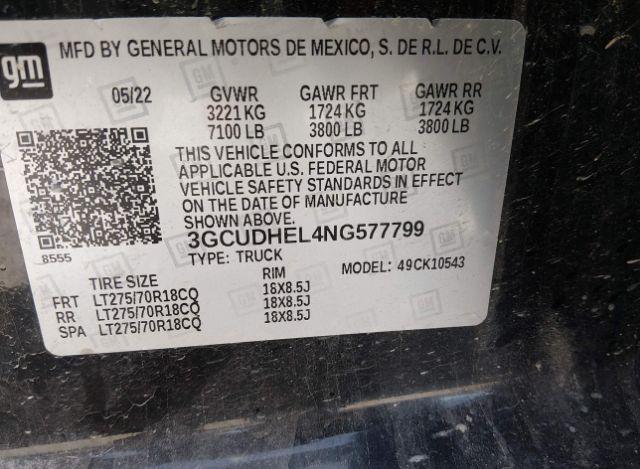 gm
MFD BY GENERAL MOTORS DE MEXICO, S. DE R.L. DE C.V.
05/22 GVWR GAWR FRT GAWR RR
3221 KG 1724 KG 1724 KG
7100 LB 3800 LB 3800 LB
THIS VEHICLE CONFORMS TO ALL
APPLICABLE U.S. FEDERAL MOTOR
VEHICLE SAFETY STANDARDS IN EFFECT
ON THE DATE OF MANUFACTURE
SHOWN ABOVE.
3GCUDHEL4NG577799
8555
TYPE: TRUCK MODEL: 49CK10543
TIRE SIZE RIM
FRT LT275/70R18CQ 18X8.5J
RR LT275/70R18CQ 18X8.5J
SPA LT275/70R18CQ 18X8.5J